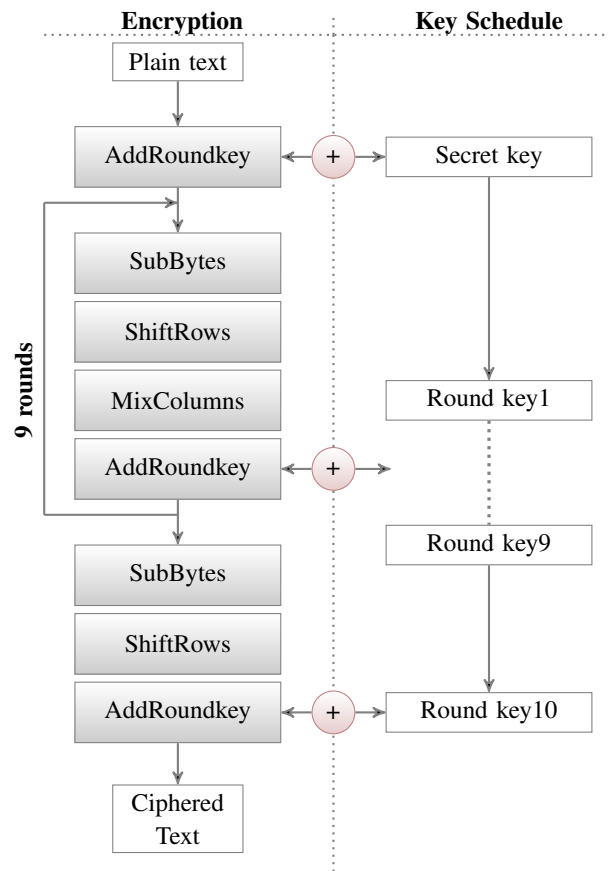 Encryption
Key Schedule
Plain text
AddRoundkey
+
Secret key
SubBytes
ShiftRows
MixColumns
9 rounds
Round key1
AddRoundkey
+
Round key9
SubBytes
ShiftRows
AddRoundkey
+
Round key10
Ciphered
Text